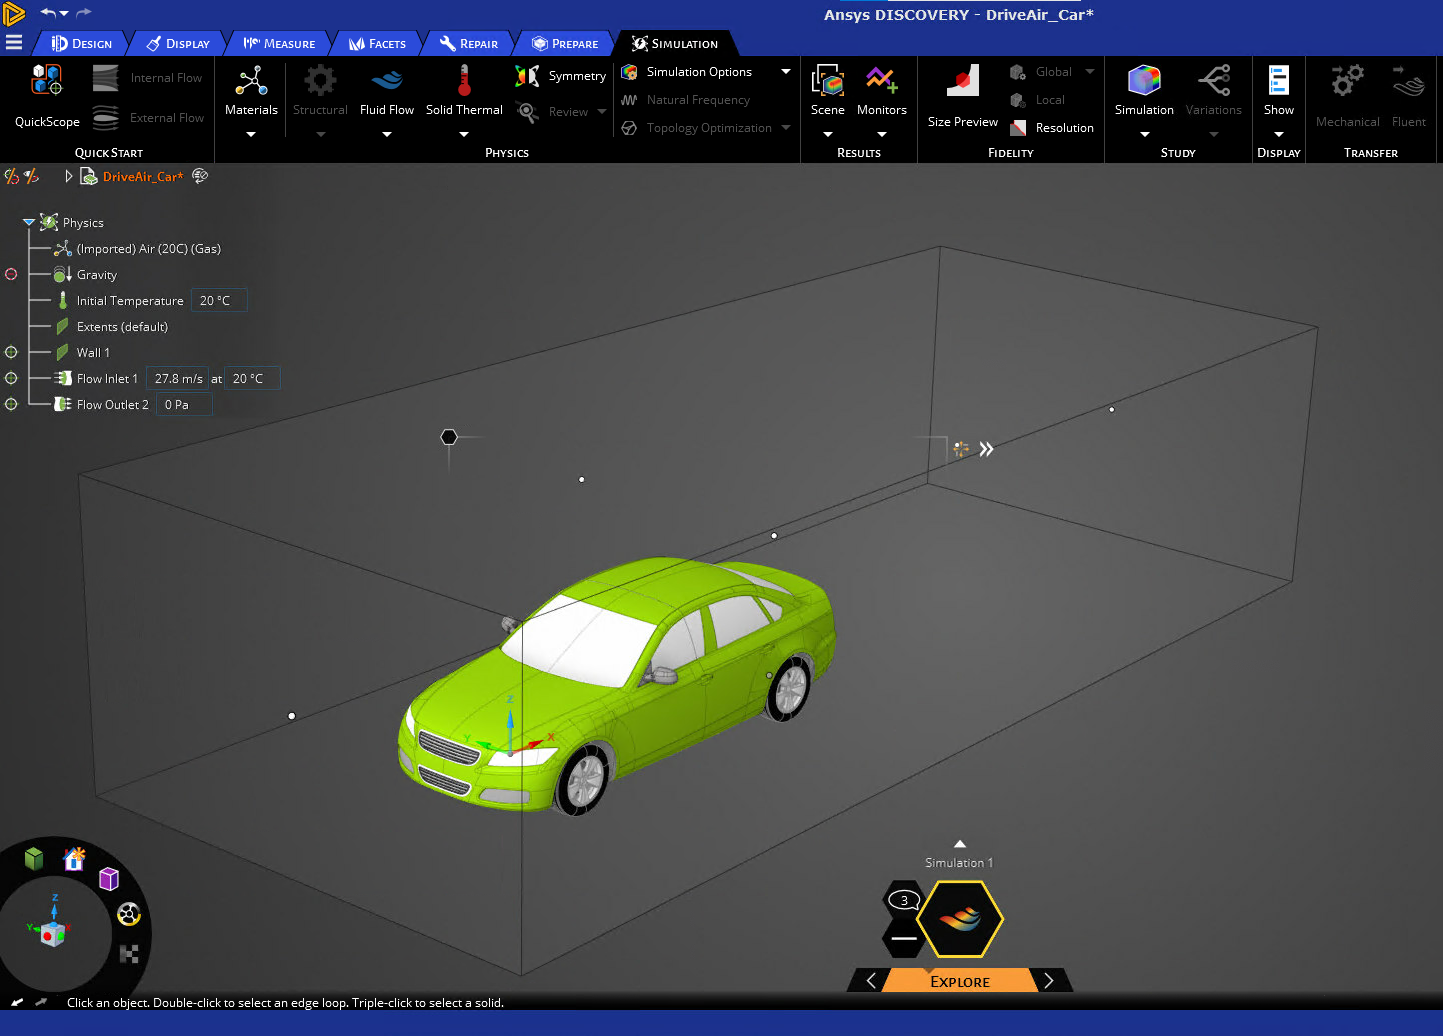 Ansys DISCOVERY - DriveAir_Car*
Design
Display
Measure
Facets
Repair
Prepare
Simulation
QuickScope
Internal Flow
External Flow
Quick Start
Materials
Structural
Fluid Flow
Solid Thermal
Symmetry
Review
Simulation Options
Natural Frequency
Topology Optimization
Physics
Scene
Monitors
Results
Size Preview
Global
Local
Resolution
Fidelity
Simulation
Variations
Study
Show
Display
Mechanical
Fluent
Transfer
DriveAir_Car*
Physics
(Imported) Air (20C) (Gas)
Gravity
Initial Temperature 20 °C
Extents (default)
Wall 1
Flow Inlet 1 27.8 m/s at 20 °C
Flow Outlet 2 0 Pa
Z
Y
X
Simulation 1
3
Explore
Z
Y
Click an object. Double-click to select an edge loop. Triple-click to select a solid.